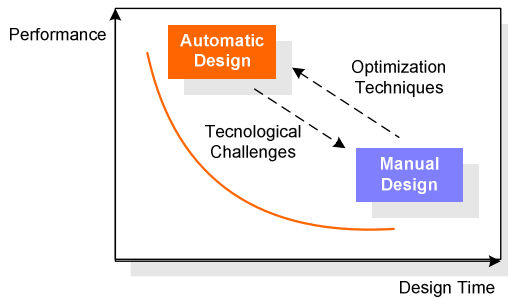 Performance
Automatic
Design
Optimization
Techniques
Tecnological
Challenges
Manual
Design
Design Time